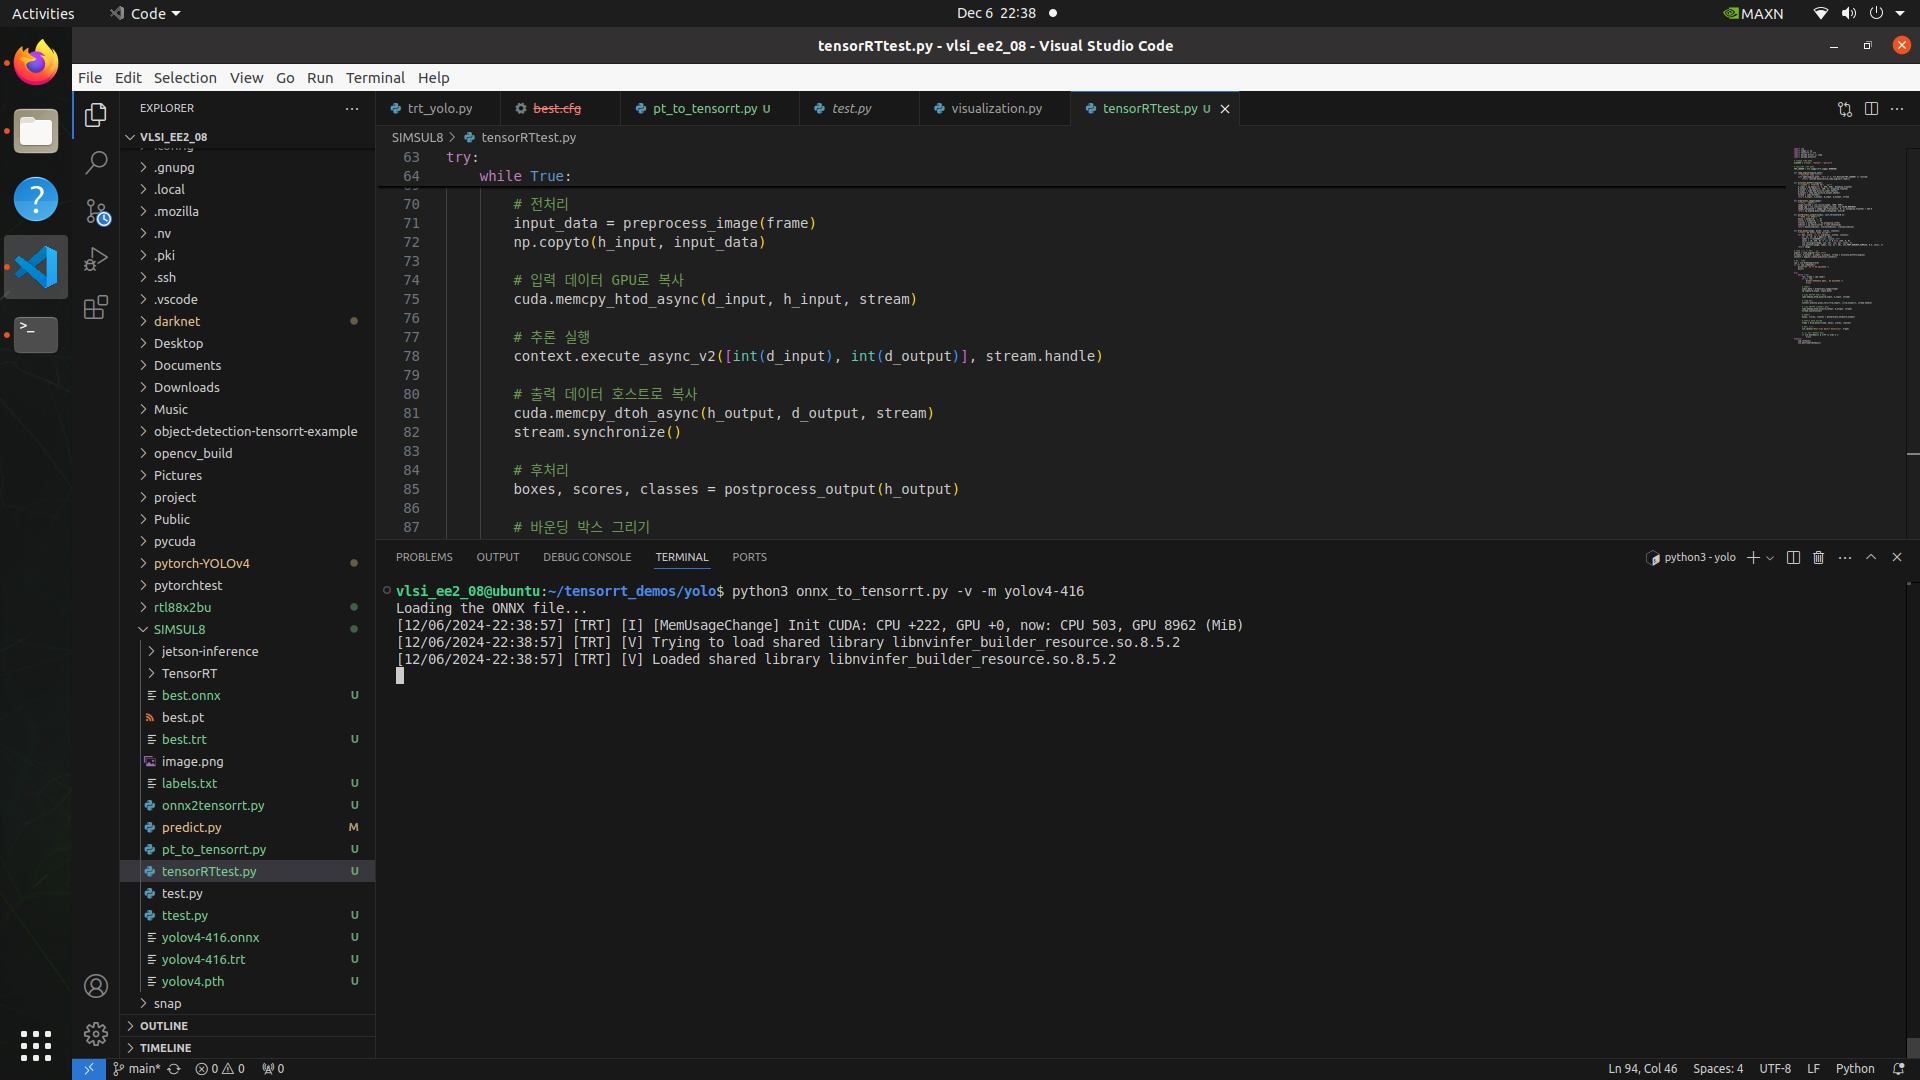 Activities
Code
Dec 6 22:38
MAXN
tensorRTtest.py - vlsi_ee2_08 - Visual Studio Code
File Edit Selection View Go Run Terminal Help
EXPLORER
VLSI_EE2_08
.config
.gnupg
.local
.mozilla
.nv
.pki
.ssh
.vscode
darknet
Desktop
Documents
Downloads
Music
object-detection-tensorrt-example
opencv_build
Pictures
project
Public
pycuda
pytorch-YOLOv4
pytorchtest
rtl88x2bu
SIMSUL8
jetson-inference
TensorRT
best.onnx U
best.pt
best.trt U
image.png
labels.txt U
onnx2tensorrt.py U
predict.py M
pt_to_tensorrt.py U
tensorRTtest.py U
test.py
ttest.py U
yolov4-416.onnx U
yolov4-416.trt U
yolov4.pth U
snap
OUTLINE
TIMELINE
trt_yolo.py best.cfg pt_to_tensorrt.py U test.py visualization.py tensorRTtest.py U
SIMSUL8 > tensorRTtest.py
63 try:
64 while True:
69
70 # 전처리
71 input_data = preprocess_image(frame)
72 np.copyto(h_input, input_data)
73
74 # 입력 데이터 GPU로 복사
75 cuda.memcpy_htod_async(d_input, h_input, stream)
76
77 # 추론 실행
78 context.execute_async_v2([int(d_input), int(d_output)], stream.handle)
79
80 # 출력 데이터 호스트로 복사
81 cuda.memcpy_dtoh_async(h_output, d_output, stream)
82 stream.synchronize()
83
84 # 후처리
85 boxes, scores, classes = postprocess_output(h_output)
86
87 # 바운딩 박스 그리기
PROBLEMS OUTPUT DEBUG CONSOLE TERMINAL PORTS
python3 - yolo
vlsi_ee2_08@ubuntu:~/tensorrt_demos/yolo$ python3 onnx_to_tensorrt.py -v -m yolov4-416
Loading the ONNX file...
[12/06/2024-22:38:57] [TRT] [I] [MemUsageChange] Init CUDA: CPU +222, GPU +0, now: CPU 503, GPU 8962 (MiB)
[12/06/2024-22:38:57] [TRT] [V] Trying to load shared library libnvinfer_builder_resource.so.8.5.2
[12/06/2024-22:38:57] [TRT] [V] Loaded shared library libnvinfer_builder_resource.so.8.5.2
main* 0 0 0
Ln 94, Col 46 Spaces: 4 UTF-8 LF Python